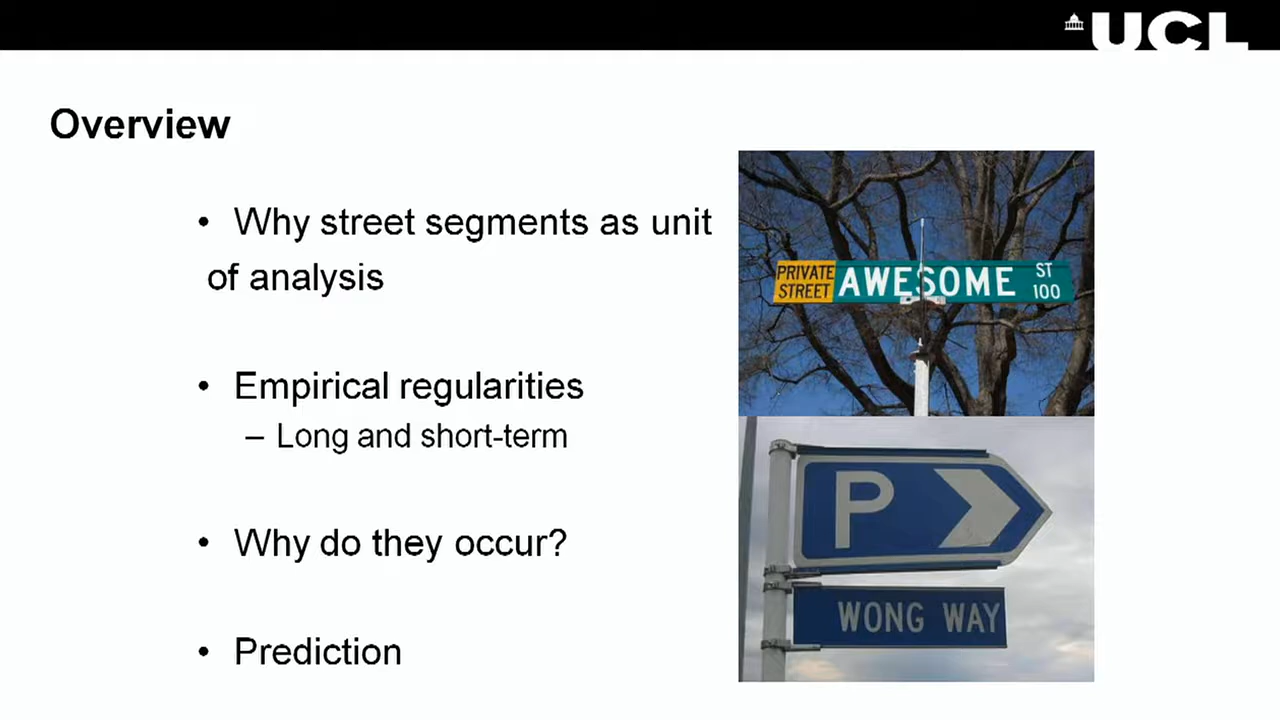 UCL
Overview
• Why street segments as unit
of analysis
• Empirical regularities
– Long and short-term
• Why do they occur?
• Prediction
PRIVATE
STREET
AWESOME
ST
100
P
WONG WAY